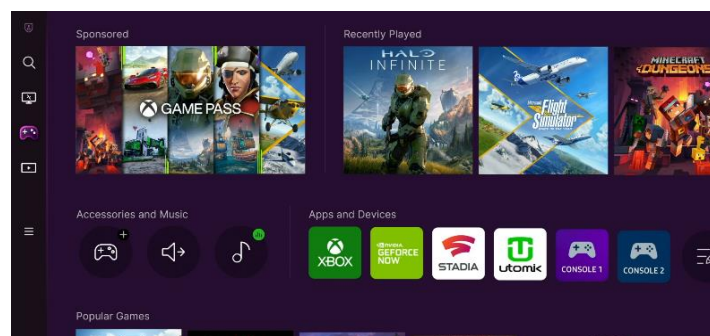 Sponsored
Recently Played
GAME PASS
HALO
INFINITE
Microsoft
Flight
Simulator
MINECRAFT
DUNGEONS
Accessories and Music
Apps and Devices
XBOX
NVIDIA
GEFORCE
NOW
STADIA
utomik
CONSOLE 1
CONSOLE 2
Popular Games